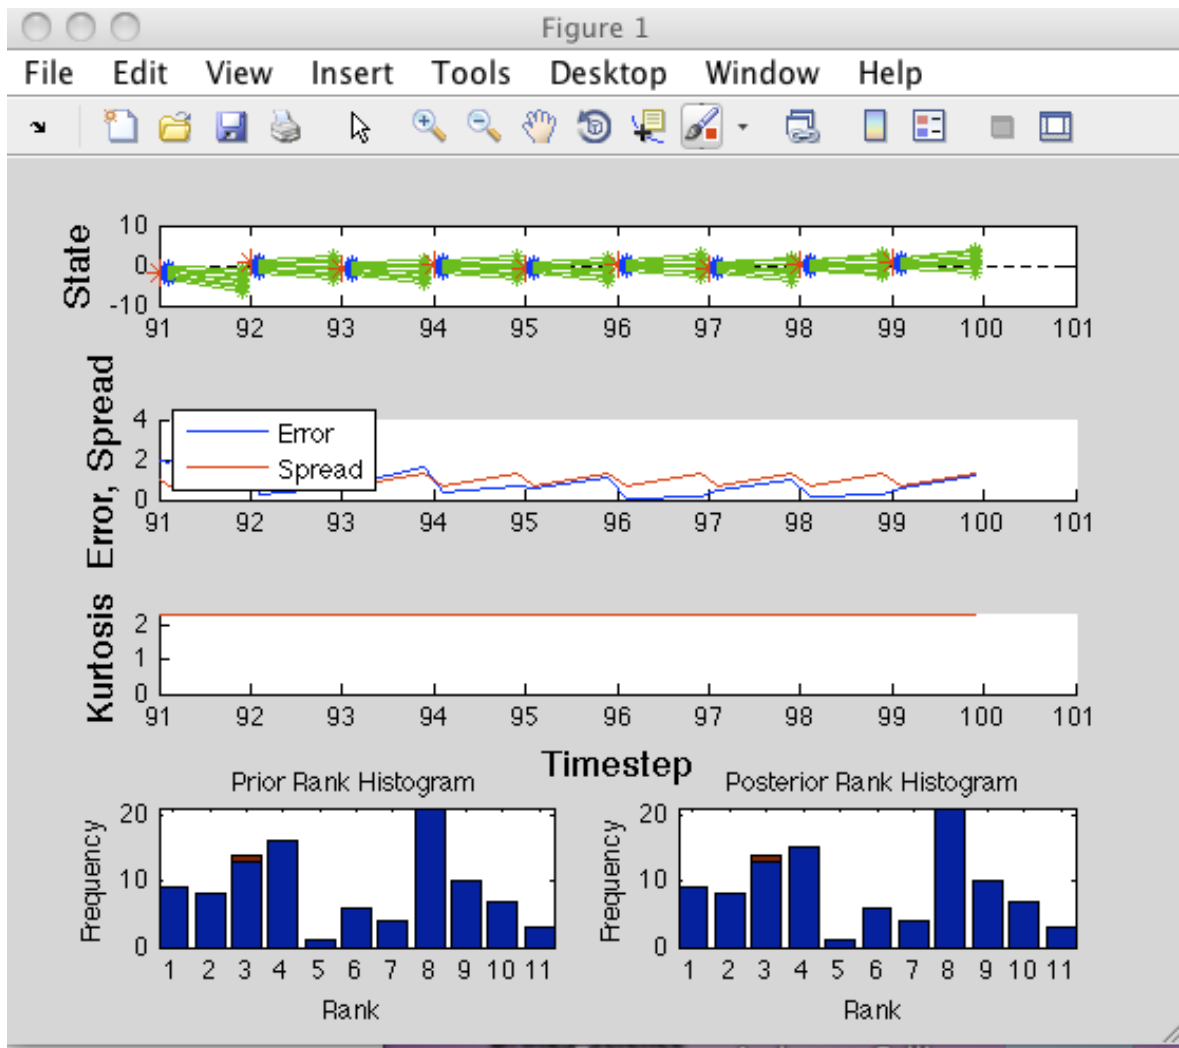 Figure 1
File Edit View Insert Tools Desktop Window Help
State
10
0
-10
91 92 93 94 95 96 97 98 99 100 101
Error, Spread
4
2
0
Error
Spread
91 92 93 94 95 96 97 98 99 100 101
Kurtosis
2
1
0
91 92 93 94 95 96 97 98 99 100 101
Timestep
Prior Rank Histogram
Frequency
20
10
0
1 2 3 4 5 6 7 8 9 10 11
Rank
Posterior Rank Histogram
Frequency
20
10
0
1 2 3 4 5 6 7 8 9 10 11
Rank